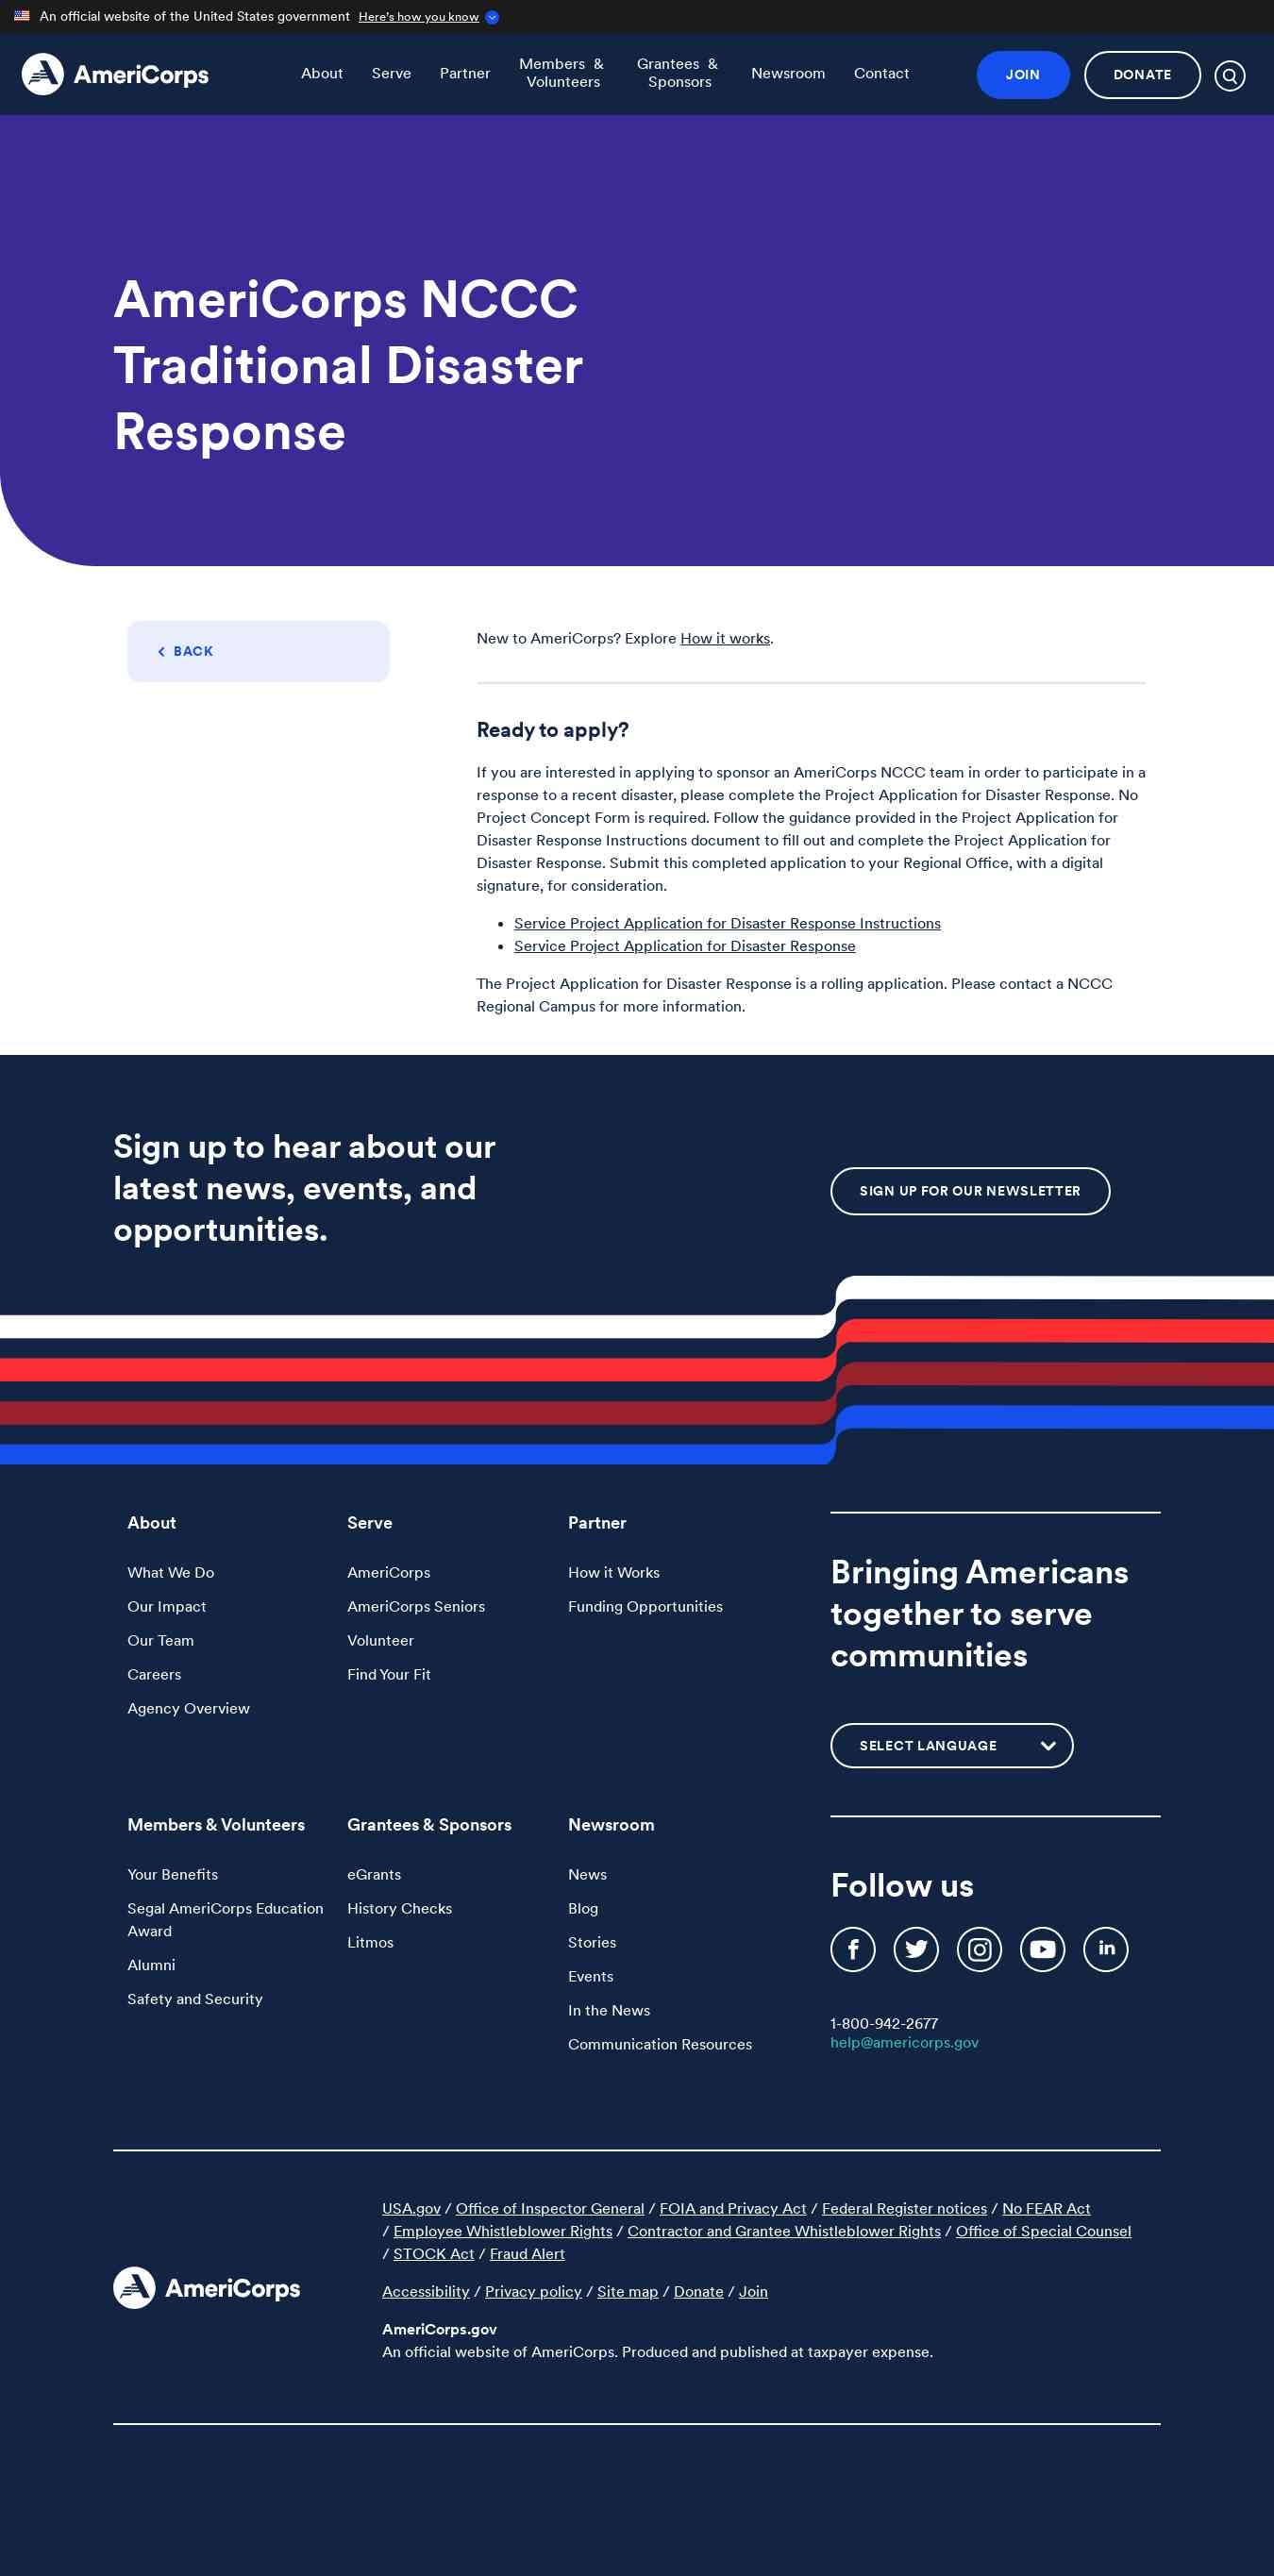 An official website of the United States government Here's how you know
AmeriCorps
About Serve Partner Members & Volunteers Grantees & Sponsors Newsroom Contact
JOIN DONATE
AmeriCorps NCCC
Traditional Disaster
Response
BACK
New to AmeriCorps? Explore How it works.
Ready to apply?
If you are interested in applying to sponsor an AmeriCorps NCCC team in order to participate in a
response to a recent disaster, please complete the Project Application for Disaster Response. No
Project Concept Form is required. Follow the guidance provided in the Project Application for
Disaster Response Instructions document to fill out and complete the Project Application for
Disaster Response. Submit this completed application to your Regional Office, with a digital
signature, for consideration.
• Service Project Application for Disaster Response Instructions
• Service Project Application for Disaster Response
The Project Application for Disaster Response is a rolling application. Please contact a NCCC
Regional Campus for more information.
Sign up to hear about our
latest news, events, and
opportunities.
SIGN UP FOR OUR NEWSLETTER
About
What We Do
Our Impact
Our Team
Careers
Agency Overview
Serve
AmeriCorps
AmeriCorps Seniors
Volunteer
Find Your Fit
Partner
How it Works
Funding Opportunities
Bringing Americans
together to serve
communities
SELECT LANGUAGE
Members & Volunteers
Your Benefits
Segal AmeriCorps Education
Award
Alumni
Safety and Security
Grantees & Sponsors
eGrants
History Checks
Litmos
Newsroom
News
Blog
Stories
Events
In the News
Communication Resources
Follow us
1-800-942-2677
help@americorps.gov
AmeriCorps
USA.gov / Office of Inspector General / FOIA and Privacy Act / Federal Register notices / No FEAR Act
/ Employee Whistleblower Rights / Contractor and Grantee Whistleblower Rights / Office of Special Counsel
/ STOCK Act / Fraud Alert
Accessibility / Privacy policy / Site map / Donate / Join
AmeriCorps.gov
An official website of AmeriCorps. Produced and published at taxpayer expense.